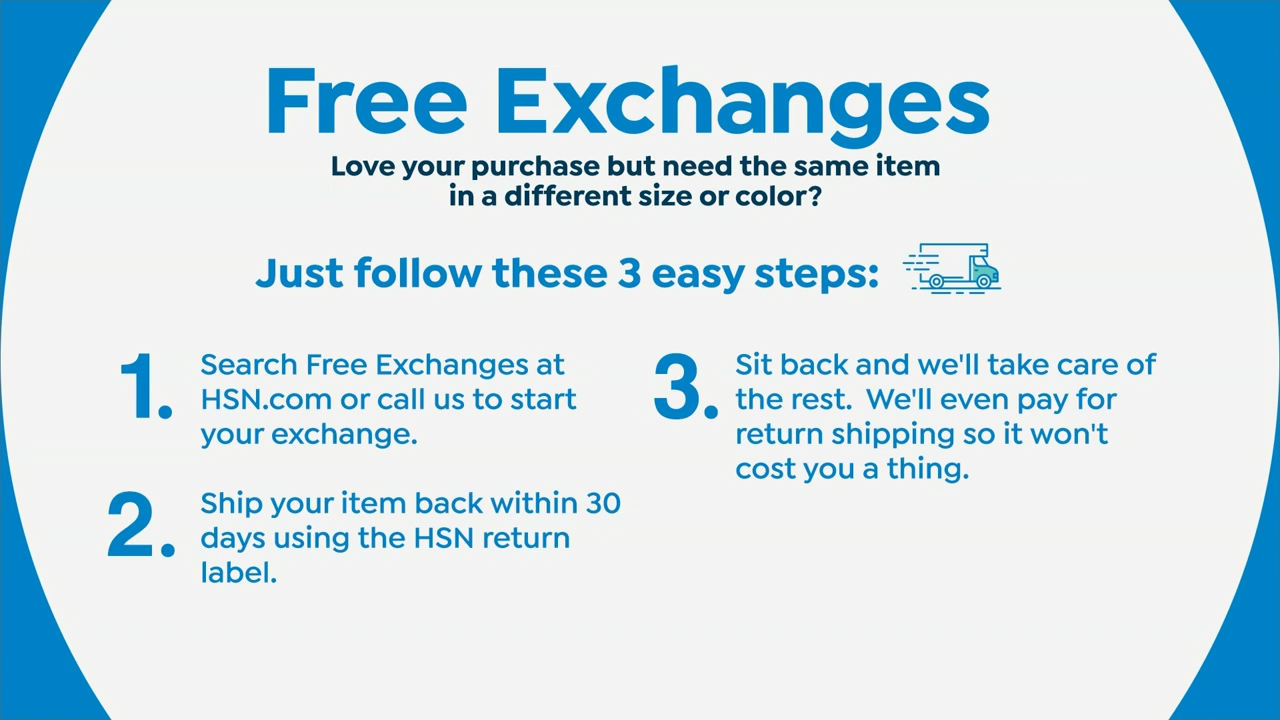 Free Exchanges
Love your purchase but need the same item
in a different size or color?
Just follow these 3 easy steps:
1. Search Free Exchanges at
HSN.com or call us to start
your exchange.
2. Ship your item back within 30
days using the HSN return
label.
3. Sit back and we'll take care of
the rest.  We'll even pay for
return shipping so it won't
cost you a thing.